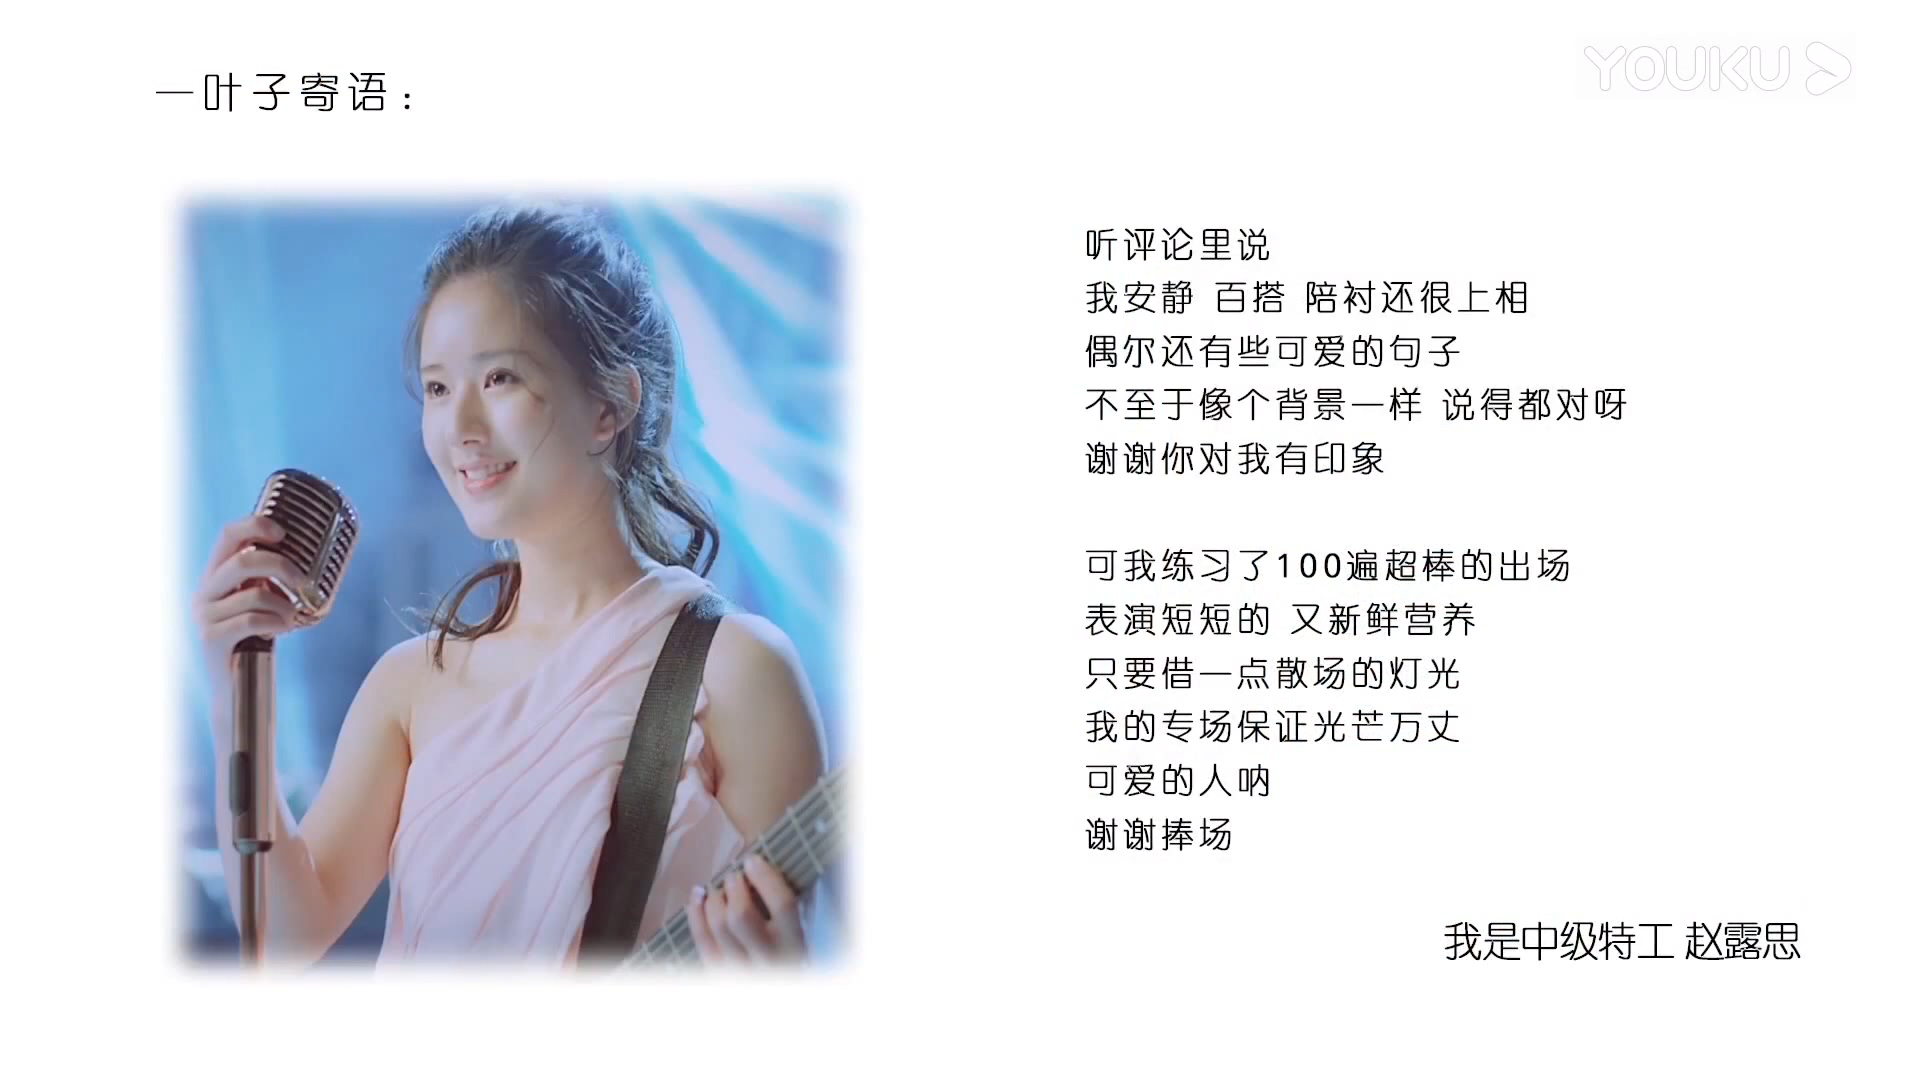 一叶子寄语：
YOUKU
听评论里说
我安静 百搭 陪衬还很上相
偶尔还有些可爱的句子
不至于像个背景一样 说得都对呀
谢谢你对我有印象
可我练习了100遍超棒的出场
表演短短的 又新鲜营养
只要借一点散场的灯光
我的专场保证光芒万丈
可爱的人呐
谢谢捧场
我是中级特工 赵露思